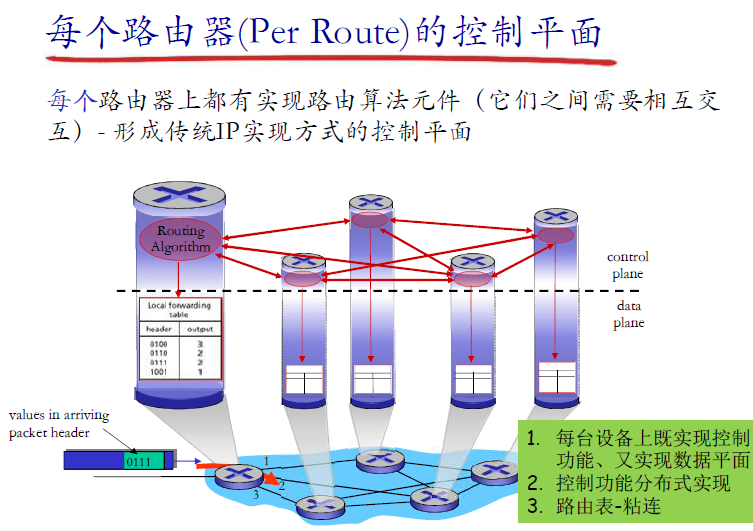 每个路由器(Per Route)的控制平面
每个路由器上都有实现路由算法元件（它们之间需要相互交
互）- 形成传统IP实现方式的控制平面
Routing
Algorithm
control
plane
data
plane
Local forwarding
table
header output
0100 3
0110 2
0111 2
1001 1
values in arriving
packet header
0111
1
2
3
1. 每台设备上既实现控制
功能、又实现数据平面
2. 控制功能分布式实现
3. 路由表-粘连